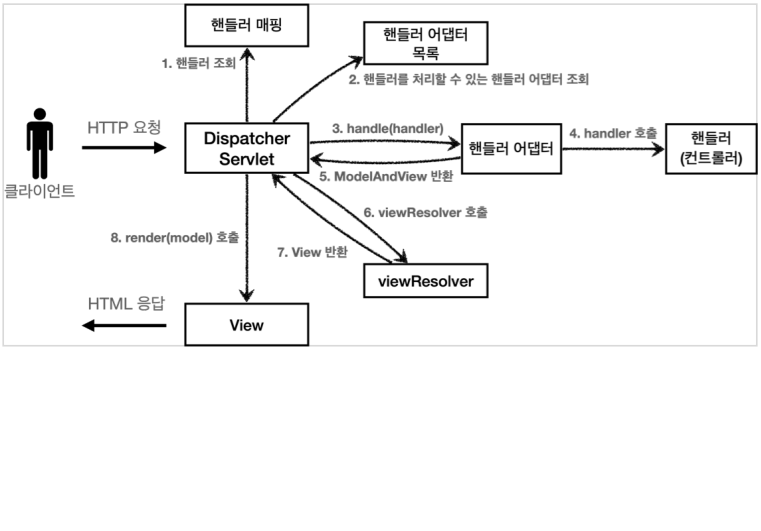 핸들러 매핑
핸들러 어댑터
목록
1. 핸들러 조회
2. 핸들러를 처리할 수 있는 핸들러 어댑터 조회
HTTP 요청
Dispatcher
Servlet
3. handle(handler)
핸들러 어댑터
4. handler 호출
핸들러
(컨트롤러)
클라이언트
5. ModelAndView 반환
6. viewResolver 호출
8. render(model) 호출
7. View 반환
viewResolver
HTML 응답
View